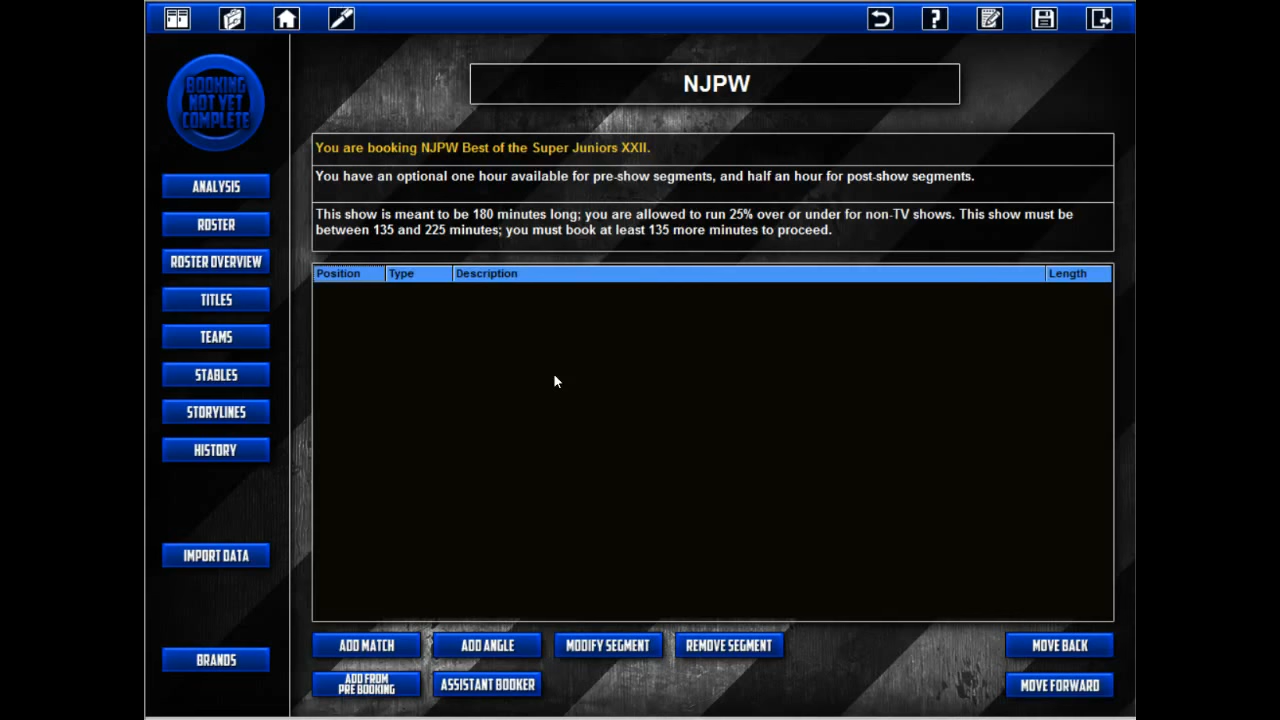 NJPW
BOOKING
NOT YET
COMPLETE
You are booking NJPW Best of the Super Juniors XXII.
You have an optional one hour available for pre-show segments, and half an hour for post-show segments.
This show is meant to be 180 minutes long; you are allowed to run 25% over or under for non-TV shows. This show must be
between 135 and 225 minutes; you must book at least 135 more minutes to proceed.
ANALYSIS
ROSTER
ROSTER OVERVIEW
TITLES
TEAMS
STABLES
STORYLINES
HISTORY
IMPORT DATA
BRANDS
Position Type Description Length
ADD MATCH ADD ANGLE MODIFY SEGMENT REMOVE SEGMENT MOVE BACK
ADD FROM
PRE BOOKING
ASSISTANT BOOKER MOVE FORWARD